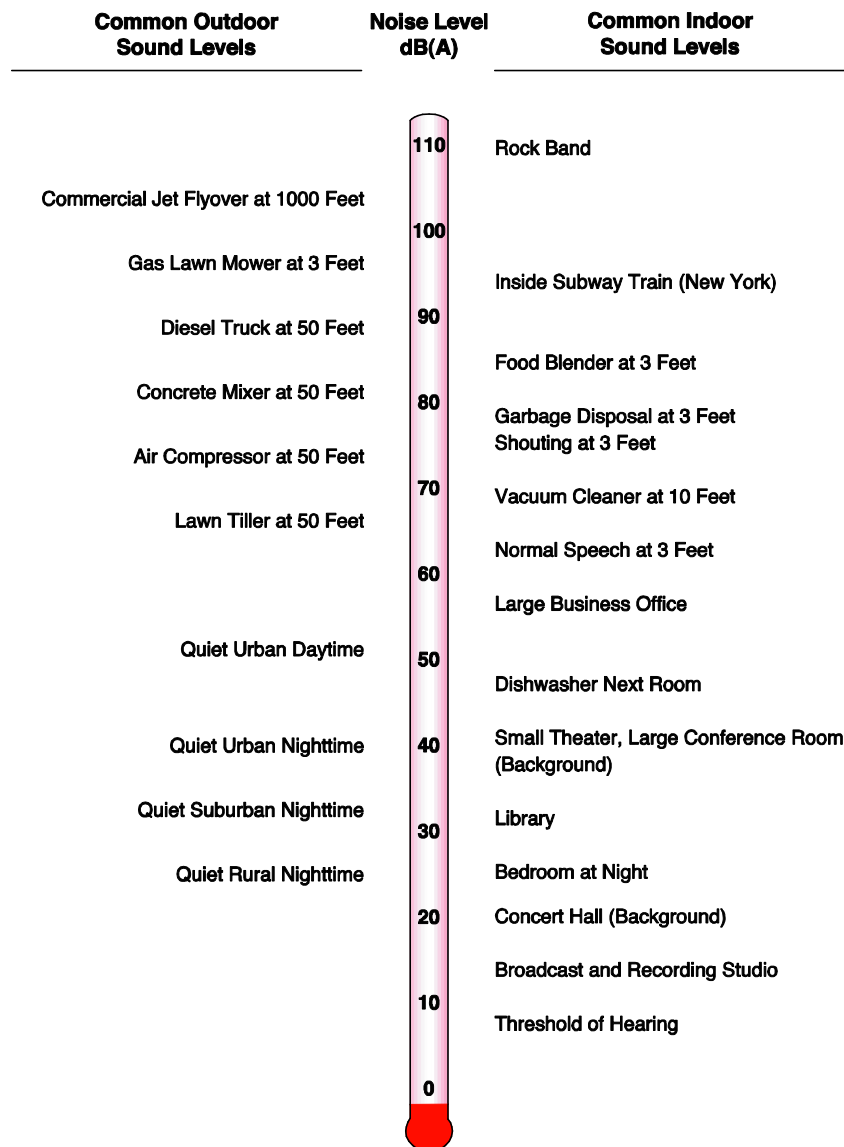 Common Outdoor
Sound Levels
Noise Level
dB(A)
Common Indoor
Sound Levels
110
Rock Band
Commercial Jet Flyover at 1000 Feet
100
Gas Lawn Mower at 3 Feet
Inside Subway Train (New York)
90
Diesel Truck at 50 Feet
Food Blender at 3 Feet
Concrete Mixer at 50 Feet
80
Garbage Disposal at 3 Feet
Shouting at 3 Feet
Air Compressor at 50 Feet
70
Vacuum Cleaner at 10 Feet
Lawn Tiller at 50 Feet
Normal Speech at 3 Feet
60
Large Business Office
Quiet Urban Daytime
50
Dishwasher Next Room
Quiet Urban Nighttime
40
Small Theater, Large Conference Room
(Background)
Quiet Suburban Nighttime
Library
30
Quiet Rural Nighttime
Bedroom at Night
20
Concert Hall (Background)
Broadcast and Recording Studio
10
Threshold of Hearing
0